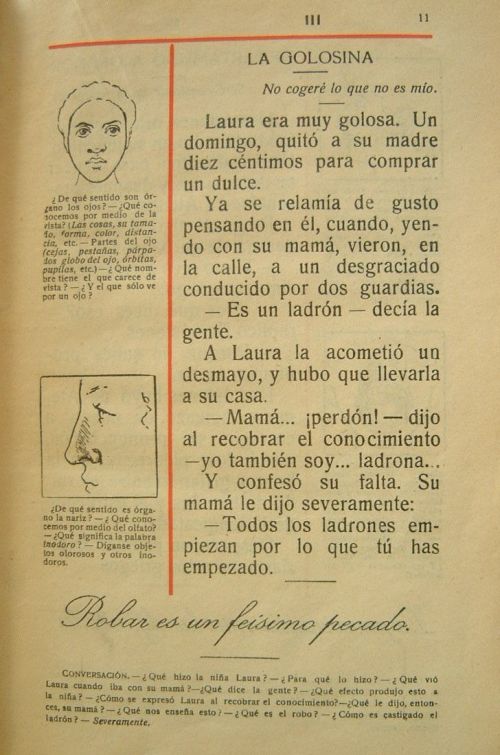 III
11
LA GOLOSINA
No cogeré lo que no es mío.
Laura era muy golosa. Un
domingo, quitó a su madre
diez céntimos para comprar
un dulce.
Ya se relamía de gusto
pensando en él, cuando, yen-
do con su mamá, vieron, en
la calle, a un desgraciado
conducido por dos guardias.
— Es un ladrón — decía la
gente.
A Laura la acometió un
desmayo, y hubo que llevarla
a su casa.
—Mamá... ¡perdón! — dijo
al recobrar el conocimiento
—yo también soy... ladrona...
Y confesó su falta. Su
mamá le dijo severamente:
—Todos los ladrones em-
piezan por lo que tú has
empezado.
¿De qué sentido son ór-
gano los ojos? — ¿Qué co-
nocemos por medio de la
vista? (Las cosas, su tama-
ño, forma, color, distan-
cia, etc. — Partes del ojo
(cejas, pestañas, párpa-
dos globo del ojo, órbitas,
pupilas, etc.) — ¿Qué nom-
bre tiene el que carece de
vista? — ¿Y el que sólo ve
por un ojo?
¿De qué sentido es órga-
no la nariz? — ¿Qué cono-
cemos por medio del olfato?
— ¿Qué significa la palabra
inodoro? — Díganse obje-
tos olorosos y otros ino-
doros.
Robar es un feísimo pecado.
CONVERSACIÓN. — ¿Qué hizo la niña Laura? — ¿Para qué lo hizo? — ¿Qué vió
Laura cuando iba con su mamá? — ¿Qué dice la gente? — ¿Qué efecto produjo esto a
la niña? — ¿Cómo se expresó Laura al recobrar el conocimiento? — ¿Qué le dijo, enton-
ces, su mamá? — ¿Qué nos enseña esto? — ¿Qué es el robo? — ¿Cómo es castigado el
ladrón? — Severamente.